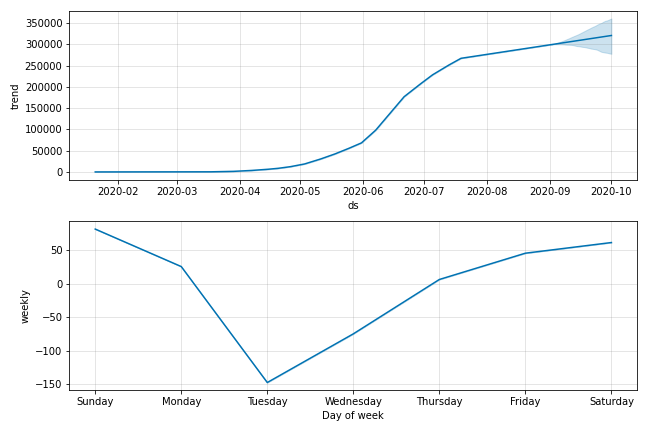 350000
300000
250000
200000
150000
100000
50000
0
trend
2020-02 2020-03 2020-04 2020-05 2020-06 2020-07 2020-08 2020-09 2020-10
ds
50
0
−50
−100
−150
weekly
Sunday Monday Tuesday Wednesday Thursday Friday Saturday
Day of week